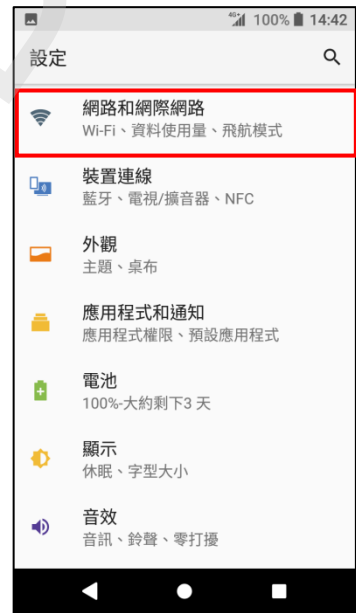 4G 100% 14:42
設定
網路和網際網路
Wi-Fi、資料使用量、飛航模式
裝置連線
藍牙、電視/擴音器、NFC
外觀
主題、桌布
應用程式和通知
應用程式權限、預設應用程式
電池
100%-大約剩下3 天
顯示
休眠、字型大小
音效
音訊、鈴聲、零打擾